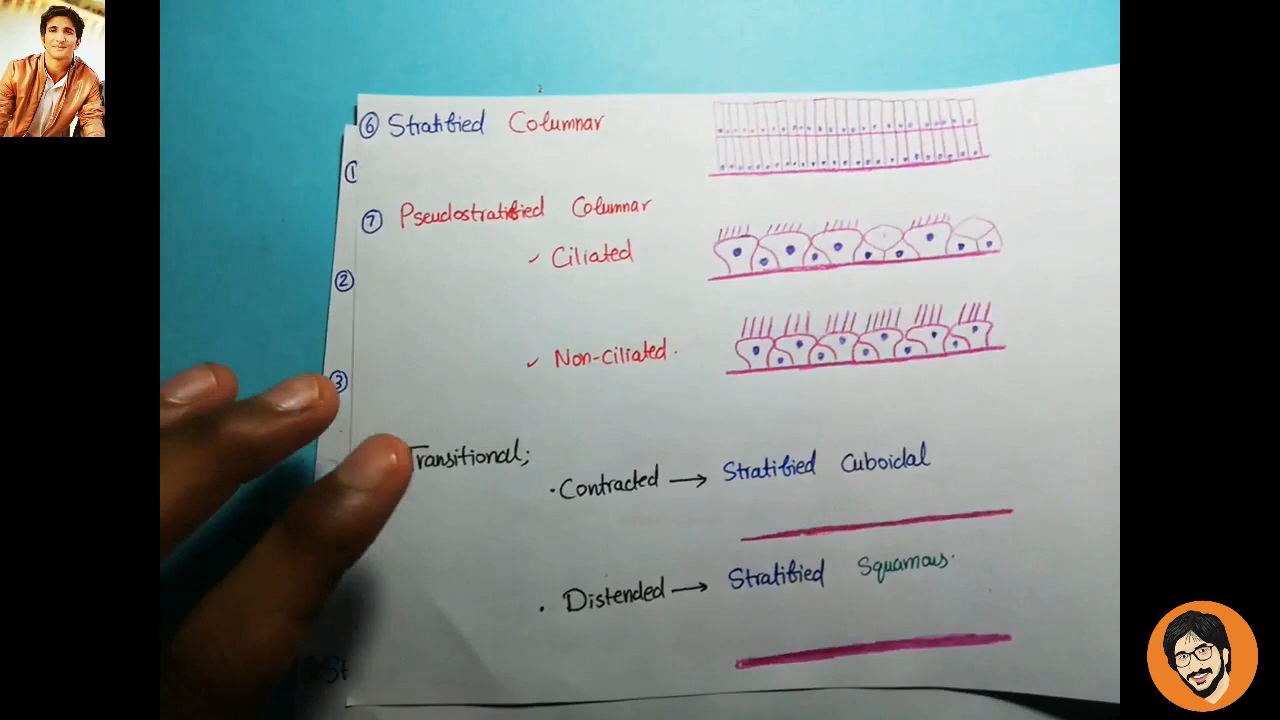 ⑥ Stratified Columnar
①
⑦ Pseudostratified Columnar
✓ Ciliated
②
✓ Non-ciliated.
③
Transitional;
• Contracted → Stratified Cuboidal
• Distended → Stratified Squamous.